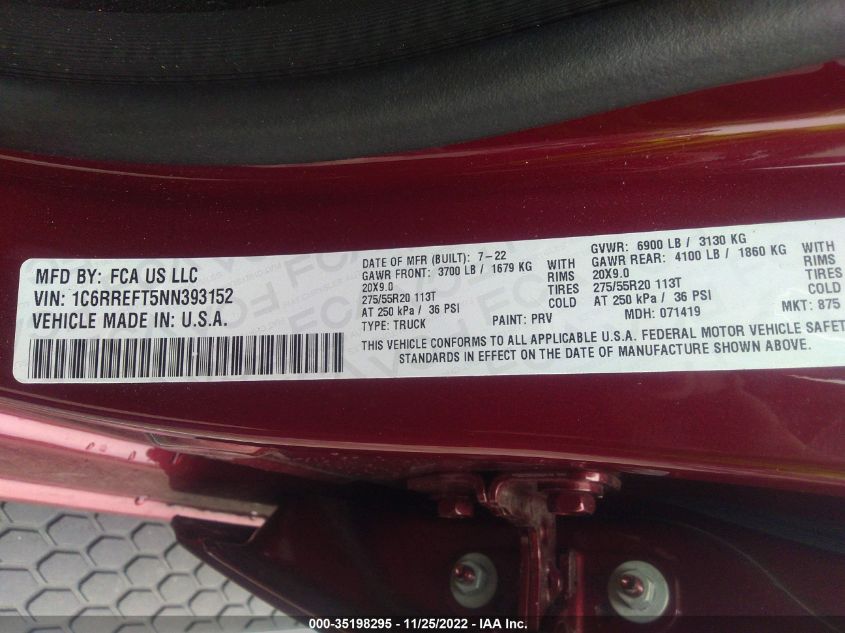 MFD BY: FCA US LLC
VIN: 1C6RREFT5NN393152
VEHICLE MADE IN: U.S.A.
DATE OF MFR (BUILT): 7-22 GVWR: 6900 LB / 3130 KG
GAWR FRONT: 3700 LB / 1679 KG WITH GAWR REAR: 4100 LB / 1860 KG WITH
20X9.0 RIMS 20X9.0 RIMS
275/55R20 113T TIRES 275/55R20 113T TIRES
AT 250 kPa / 36 PSI COLD AT 250 kPa / 36 PSI COLD
TYPE: TRUCK PAINT: PRV MDH: 071419 MKT: 875
THIS VEHICLE CONFORMS TO ALL APPLICABLE U.S.A. FEDERAL MOTOR VEHICLE SAFET
STANDARDS IN EFFECT ON THE DATE OF MANUFACTURE SHOWN ABOVE.
000-35198295 - 11/25/2022 - IAA Inc.